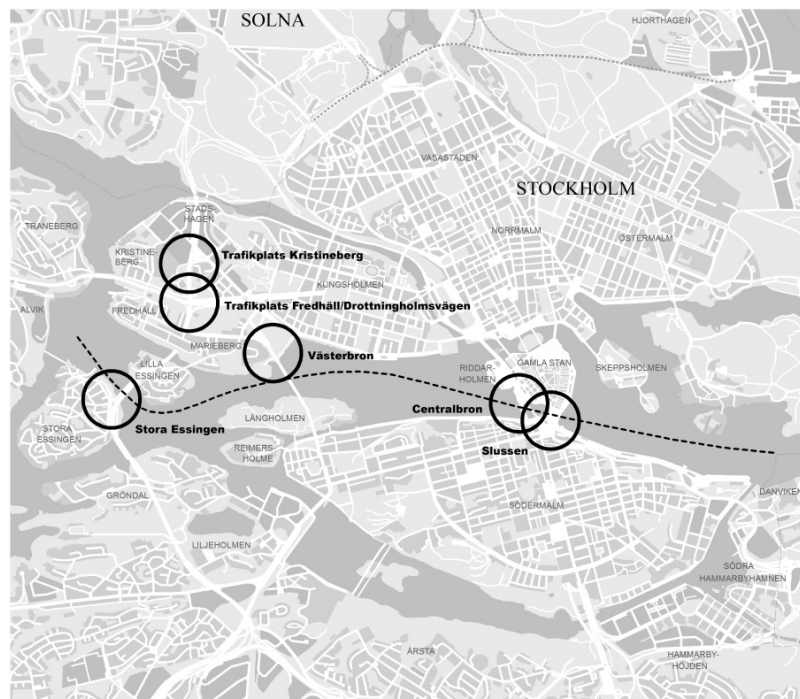 SOLNA
HJORTHAGEN
VASASTADEN
STOCKHOLM
STADS-
HAGEN
TRANEBERG
NORRMALM
ÖSTERMALM
KRISTINE-
BERG
Trafikplats Kristineberg
KUNGSHOLMEN
ALVIK
FREDHÄLL
Trafikplats Fredhäll/Drottningholmsvägen
MARIEBERG
Västerbron
LILLA
ESSINGEN
RIDDAR-
HOLMEN
GAMLA STAN
SKEPPSHOLMEN
Centralbron
STORA
ESSINGEN
Stora Essingen
LÅNGHOLMEN
Slussen
REIMERS
HOLME
GRÖNDAL
DANVIKEN
SÖDERMALM
LILJEHOLMEN
SÖDRA
HAMMARBYHAMNEN
ÅRSTA
HAMMARBY-
HÖJDEN